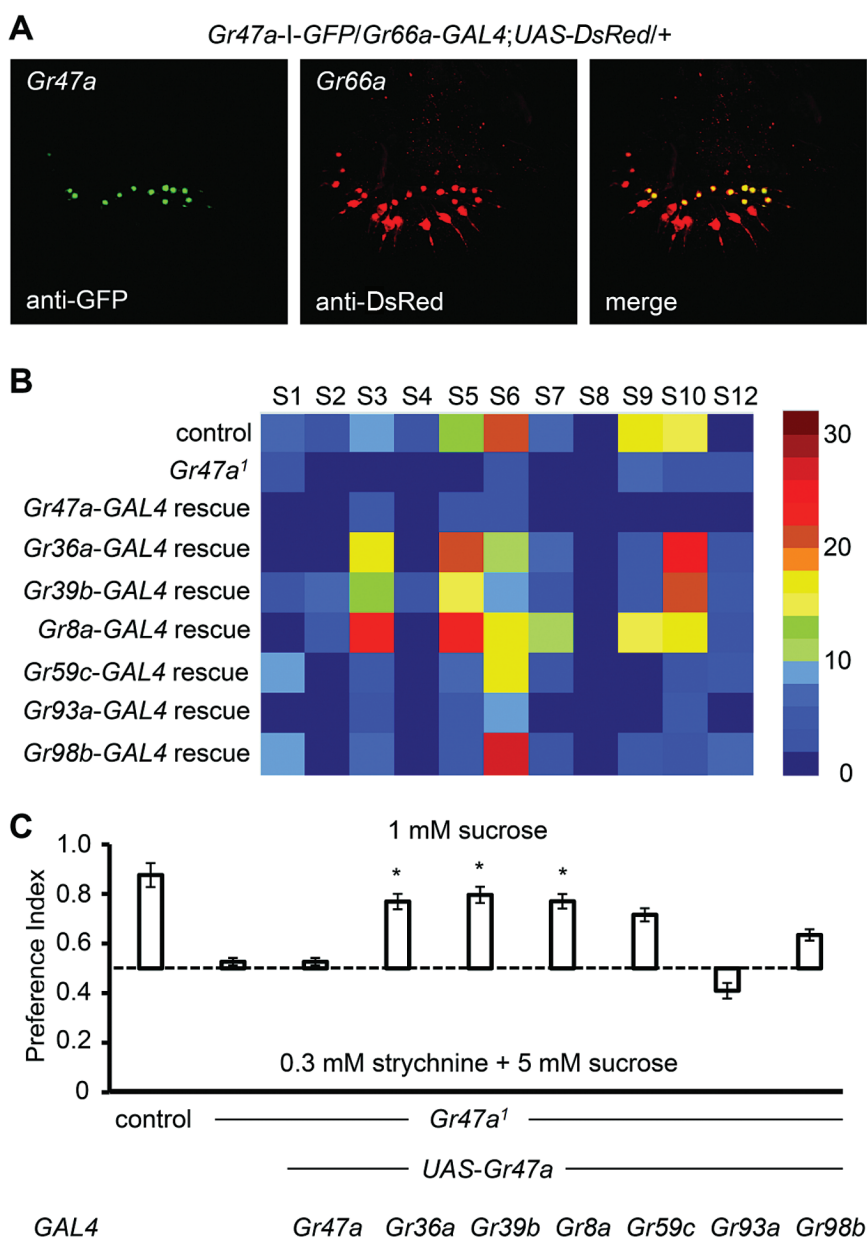 A
Gr47a-I-GFP/Gr66a-GAL4;UAS-DsRed/+
Gr47a
Gr66a
anti-GFP
anti-DsRed
merge
B
S1 S2 S3 S4 S5 S6 S7 S8 S9 S10 S12
control
Gr47a¹
Gr47a-GAL4 rescue
Gr36a-GAL4 rescue
Gr39b-GAL4 rescue
Gr8a-GAL4 rescue
Gr59c-GAL4 rescue
Gr93a-GAL4 rescue
Gr98b-GAL4 rescue
30
20
10
0
C
1 mM sucrose
Preference Index
1.0
0.8
0.6
0.4
0.2
0
* * *
0.3 mM strychnine + 5 mM sucrose
control Gr47a¹
UAS-Gr47a
GAL4 Gr47a Gr36a Gr39b Gr8a Gr59c Gr93a Gr98b